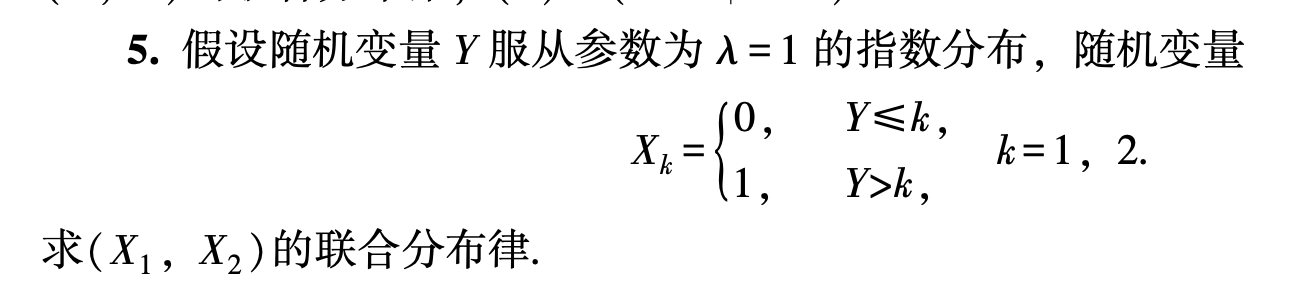 5. 假设随机变量 Y 服从参数为 λ = 1 的指数分布，随机变量
X_k = { 0,  Y⩽k,
1,  Y>k,  k = 1, 2.
求(X_1, X_2)的联合分布律.